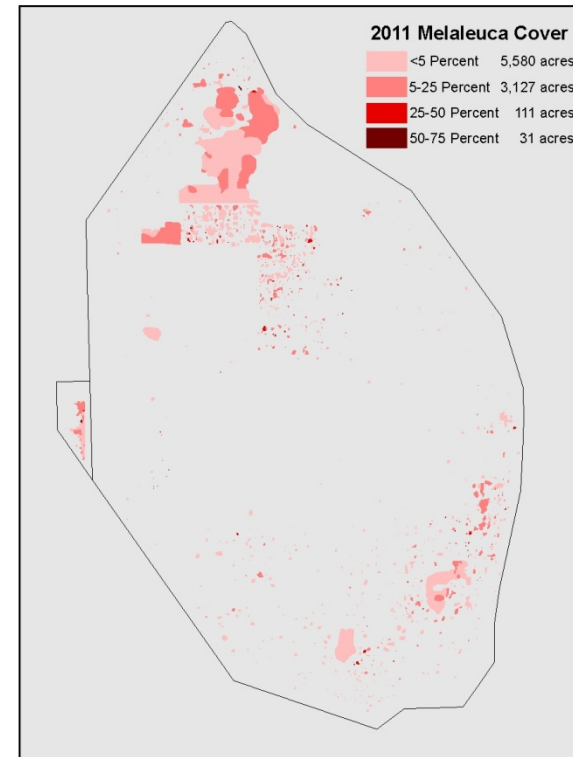 2011 Melaleuca Cover
<5 Percent 5,580 acres
5-25 Percent 3,127 acres
25-50 Percent 111 acres
50-75 Percent 31 acres